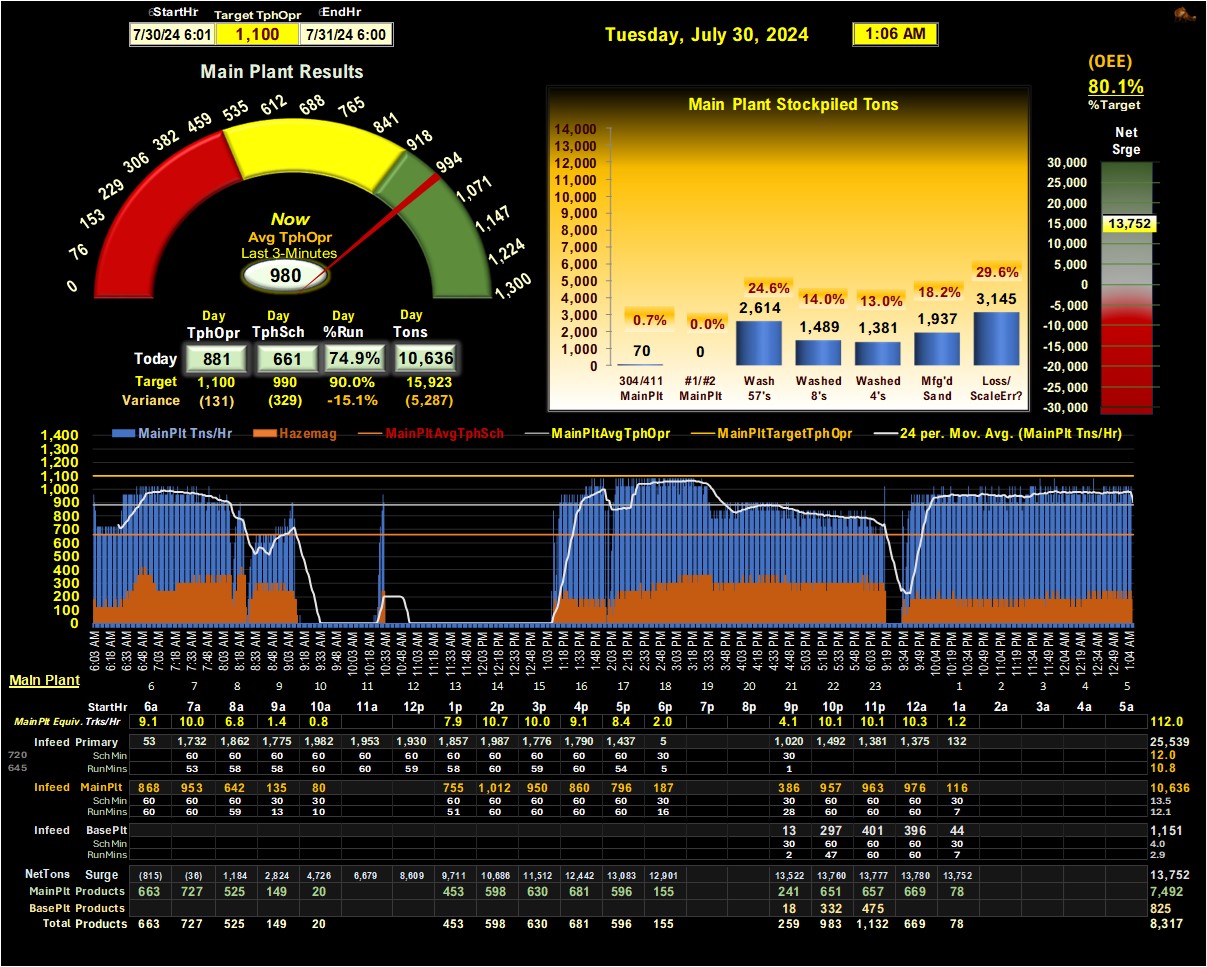 StartHr Target TphOpr EndHr
7/30/24 6:01 1,100 7/31/24 6:00
Tuesday, July 30, 2024 1:06 AM
Main Plant Results
0 76 153 229 306 382 459 535 612 688 765 841 918 994 1,071 1,147 1,224 1,300
Now
Avg TphOpr
Last 3-Minutes
980
Day Day Day Day
TphOpr TphSch %Run Tons
Today 881 661 74.9% 10,636
Target 1,100 990 90.0% 15,923
Variance (131) (329) -15.1% (5,287)
Main Plant Stockpiled Tons
14,000
13,000
12,000
11,000
10,000
9,000
8,000
7,000
6,000
5,000
4,000
3,000
2,000
1,000
0
0.7% 0.0% 24.6% 14.0% 13.0% 18.2% 29.6%
70 0 2,614 1,489 1,381 1,937 3,145
304/411 #1/#2 Wash Washed Washed Mfg'd Loss/
MainPlt MainPlt 57's 8's 4's Sand ScaleErr?
(OEE)
80.1%
%Target
Net
Srge
30,000
25,000
20,000
15,000
13,752
10,000
5,000
0
-5,000
-10,000
-15,000
-20,000
-25,000
-30,000
MainPlt Tns/Hr Hazemag MainPltAvgTphSch MainPltAvgTphOpr MainPltTargetTphOpr 24 per. Mov. Avg. (MainPlt Tns/Hr)
1,400
1,300
1,200
1,100
1,000
900
800
700
600
500
400
300
200
100
0
6:03 AM 6:18 AM 6:33 AM 6:48 AM 7:03 AM 7:18 AM 7:33 AM 7:48 AM 8:03 AM 8:18 AM 8:33 AM 8:48 AM 9:03 AM 9:18 AM 9:33 AM 9:48 AM 10:03 AM 10:18 AM 10:33 AM 10:48 AM 11:03 AM 11:18 AM 11:33 AM 11:48 AM 12:03 PM 12:18 PM 12:33 PM 12:48 PM 1:03 PM 1:18 PM 1:33 PM 1:48 PM 2:03 PM 2:18 PM 2:33 PM 2:48 PM 3:03 PM 3:18 PM 3:33 PM 3:48 PM 4:03 PM 4:18 PM 4:33 PM 4:48 PM 5:03 PM 5:18 PM 5:33 PM 5:48 PM 9:19 PM 9:34 PM 9:49 PM 10:04 PM 10:19 PM 10:34 PM 10:49 PM 11:04 PM 11:19 PM 11:34 PM 11:49 PM 12:04 AM 12:19 AM 12:34 AM 12:49 AM 1:04 AM
Main Plant
6 7 8 9 10 11 12 13 14 15 16 17 18 19 20 21 22 23 1 2 3 4 5
StartHr 6a 7a 8a 9a 10a 11a 12p 1p 2p 3p 4p 5p 6p 7p 8p 9p 10p 11p 12a 1a 2a 3a 4a 5a
MainPlt Equiv. Trks/Hr 9.1 10.0 6.8 1.4 0.8 7.9 10.7 10.0 9.1 8.4 2.0 4.1 10.1 10.1 10.3 1.2 112.0
Infeed Primary 53 1,732 1,862 1,775 1,982 1,953 1,930 1,857 1,987 1,776 1,790 1,437 5 1,020 1,492 1,381 1,375 132 25,539
720 SchMin 60 60 60 60 60 60 60 60 60 60 60 30 30 12.0
645 RunMins 53 58 58 60 60 59 58 60 59 60 54 5 1 10.8
Infeed MainPlt 868 953 642 135 80 755 1,012 950 860 796 187 386 957 963 976 116 10,636
SchMin 60 60 60 30 30 60 60 60 60 60 30 30 60 60 60 30 13.5
RunMins 60 60 59 13 10 51 60 60 60 60 16 28 60 60 60 7 12.1
Infeed BasePlt 13 297 401 396 44 1,151
SchMin 30 60 60 60 30 4.0
RunMins 2 47 60 60 7 2.9
NetTons Surge (815) (36) 1,184 2,824 4,726 6,679 8,609 9,711 10,686 11,512 12,442 13,083 12,901 13,522 13,760 13,777 13,780 13,752 13,752
MainPlt Products 663 727 525 149 20 453 598 630 681 596 155 241 651 657 669 78 7,492
BasePlt Products 18 332 475 825
Total Products 663 727 525 149 20 453 598 630 681 596 155 259 983 1,132 669 78 8,317